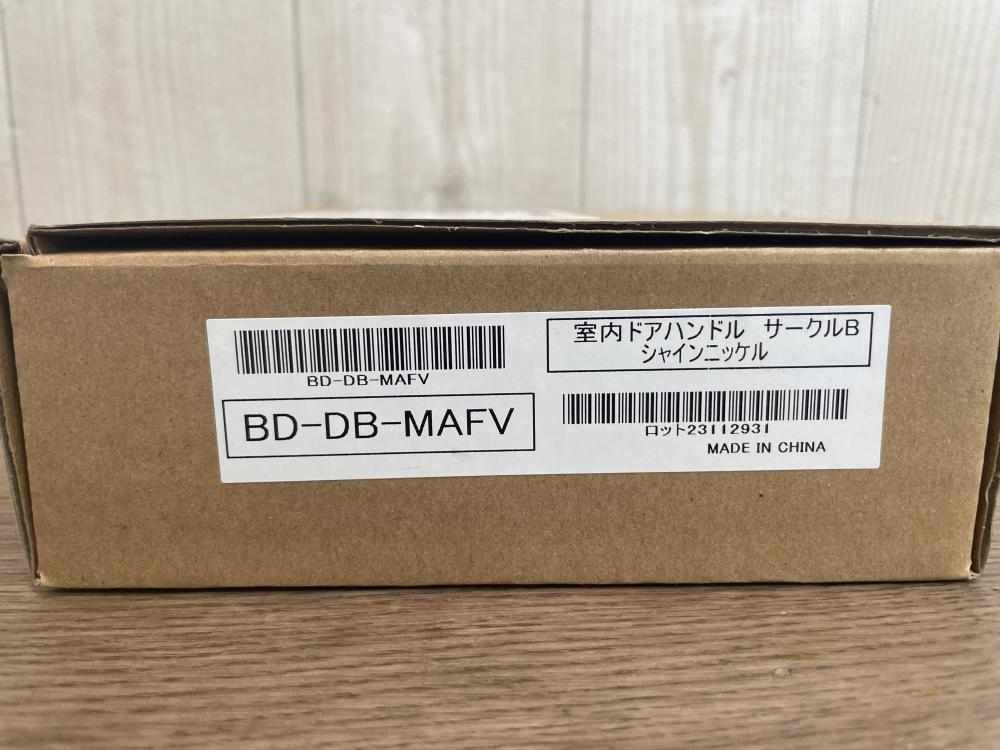 BD-DB-MAFV
BD-DB-MAFV
室内ドアハンドル サークルB
シャインニッケル
ロット23112931
MADE IN CHINA